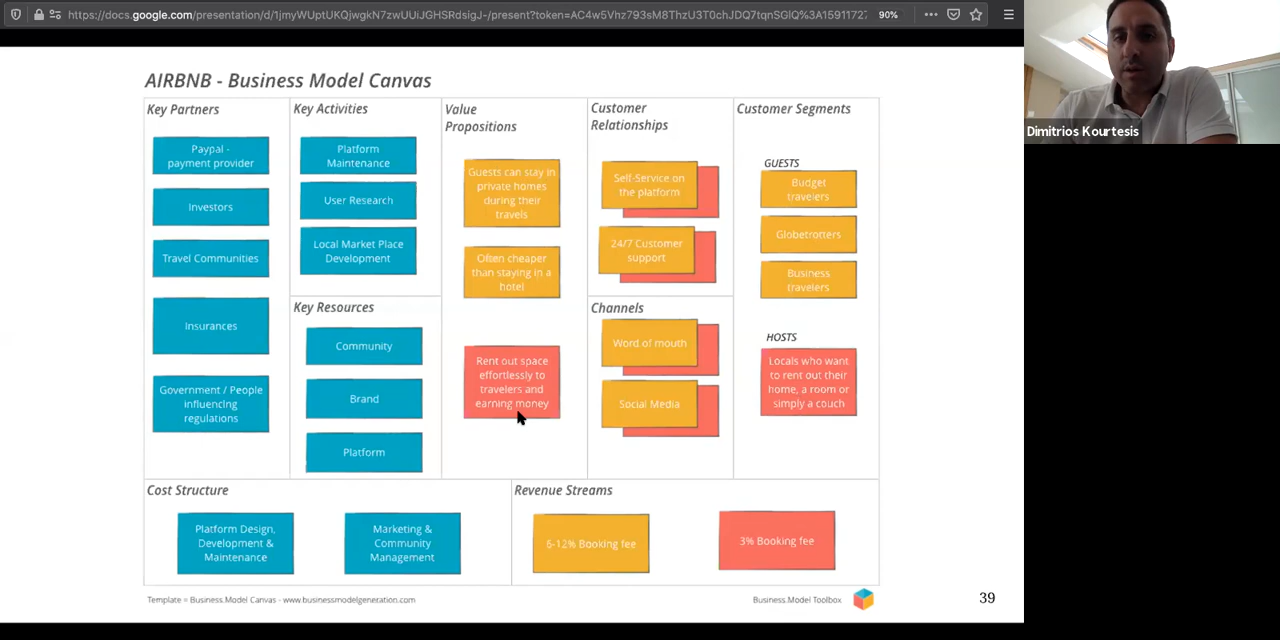 https://docs.google.com/presentation/d/1jmyWUptUKQjwgkN7zwUUiJGHSRdsigJ-/present?token=AC4w5Vhz793sM8ThzU3T0chJDQ7tqnSGlQ%3A1591172
90%
Dimitrios Kourtesis
AIRBNB - Business Model Canvas
Key Partners
Paypal -
payment provider
Investors
Travel Communities
Insurances
Government / People
influencing
regulations
Key Activities
Platform
Maintenance
User Research
Local Market Place
Development
Key Resources
Community
Brand
Platform
Value
Propositions
Guests can stay in
private homes
during their
travels
Often cheaper
than staying in a
hotel
Rent out space
effortlessly to
travelers and
earning money
Customer
Relationships
Self-Service on
the platform
24/7 Customer
support
Channels
Word of mouth
Social Media
Customer Segments
GUESTS
Budget
travelers
Globetrotters
Business
travelers
HOSTS
Locals who want
to rent out their
home, a room or
simply a couch
Cost Structure
Platform Design,
Development &
Maintenance
Marketing &
Community
Management
Revenue Streams
6-12% Booking fee
3% Booking fee
Template = Business Model Canvas - www.businessmodelgeneration.com
Business.Model Toolbox
39